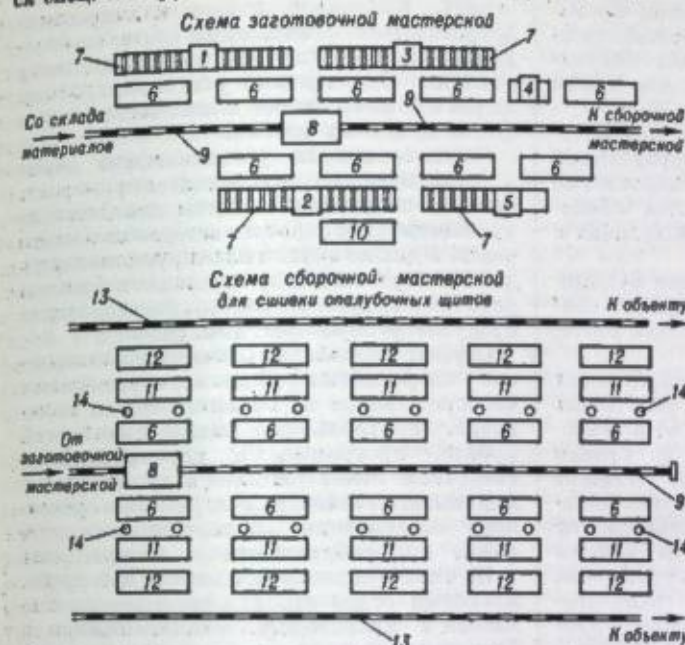 Схема заготовочной мастерской
7 1 3 7
6 6 6 6 4 6
Со склада 9 К сборочной
материалов 8 мастерской
9
6 6 6 6
2 5
7 10 7
Схема сборочной мастерской
для сшивки опалубочных щитов
13 К объекту
12 12 12 12 12
11 11 11 11 11
14 14
6 6 6 6 6
От
заготовочной 8
мастерской 9
6 6 6 6 6
14 14
11 11 11 11 11
12 12 12 12 12
К объекту
13